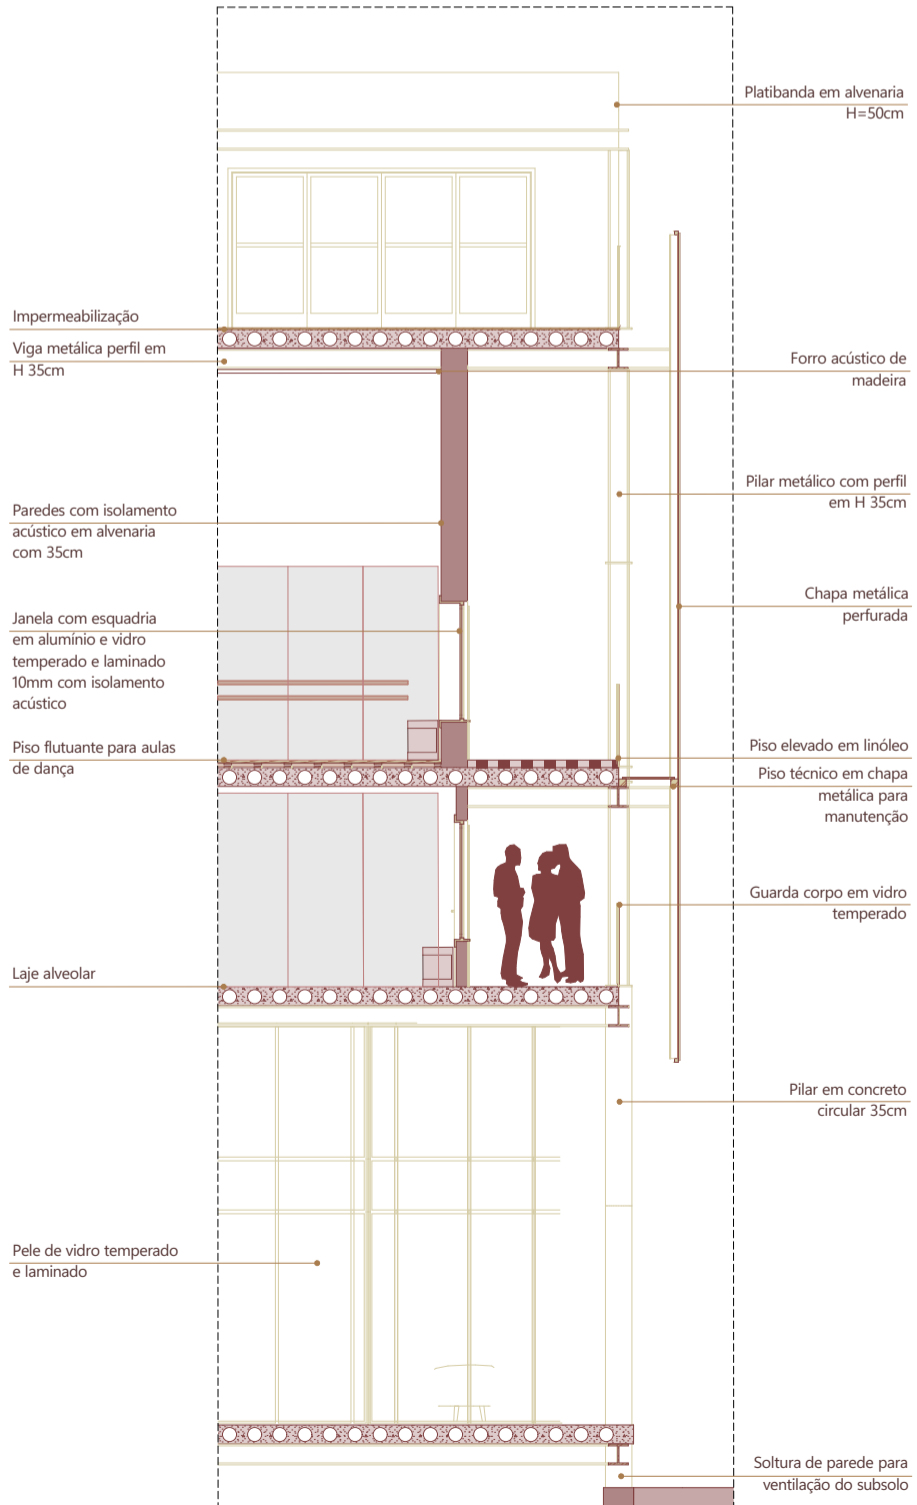 Platibanda em alvenaria
H=50cm
Impermeabilização
Viga metálica perfil em
H 35cm
Forro acústico de
madeira
Pilar metálico com perfil
em H 35cm
Paredes com isolamento
acústico em alvenaria
com 35cm
Chapa metálica
perfurada
Janela com esquadria
em alumínio e vidro
temperado e laminado
10mm com isolamento
acústico
Piso flutuante para aulas
de dança
Piso elevado em linóleo
Piso técnico em chapa
metálica para
manutenção
Guarda corpo em vidro
temperado
Laje alveolar
Pilar em concreto
circular 35cm
Pele de vidro temperado
e laminado
Soltura de parede para
ventilação do subsolo